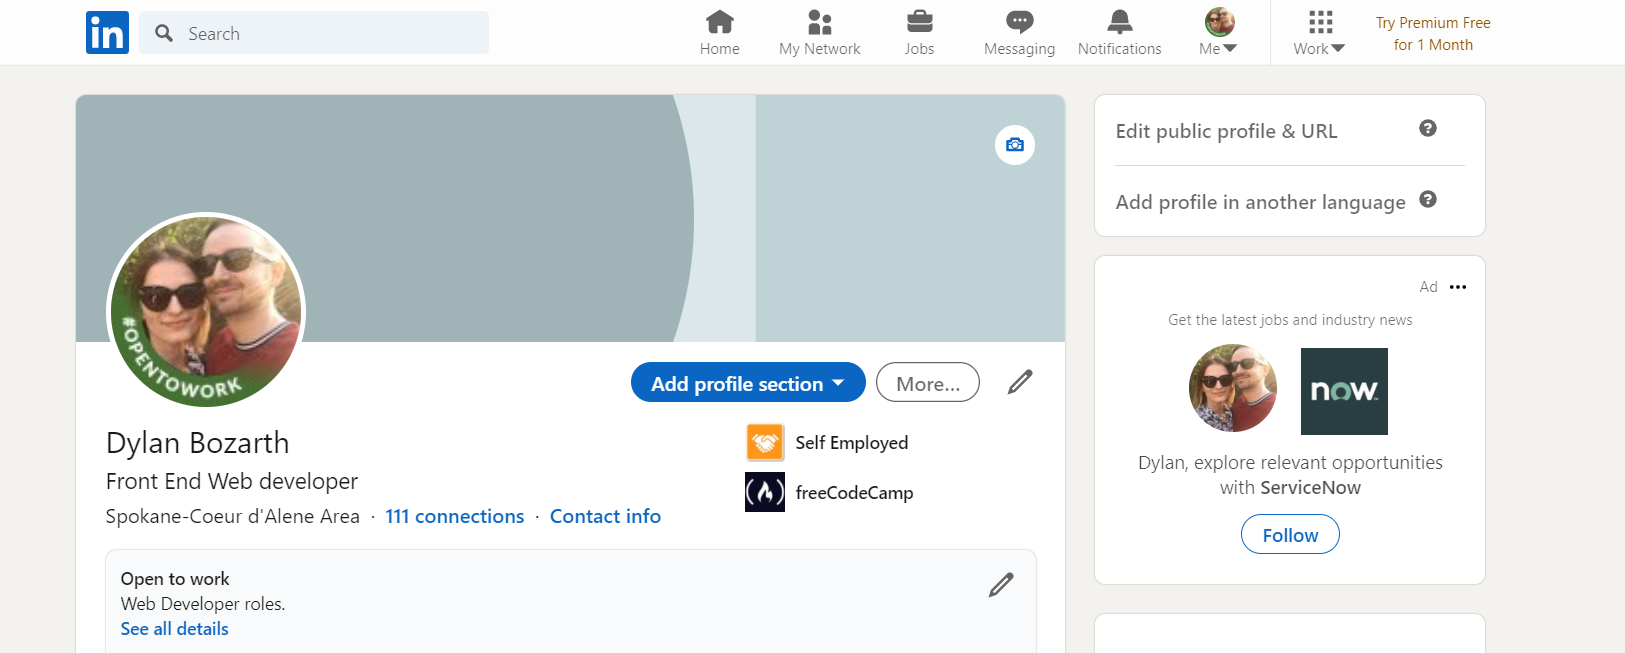 in
Search
Home
My Network
Jobs
Messaging
Notifications
Me
Work
Try Premium Free
for 1 Month
#OPENTOWORK
Add profile section
More...
Dylan Bozarth
Front End Web developer
Spokane-Coeur d'Alene Area · 111 connections · Contact info
Self Employed
freeCodeCamp
Open to work
Web Developer roles.
See all details
Edit public profile & URL
?
Add profile in another language
?
Ad
Get the latest jobs and industry news
now
Dylan, explore relevant opportunities
with ServiceNow
Follow